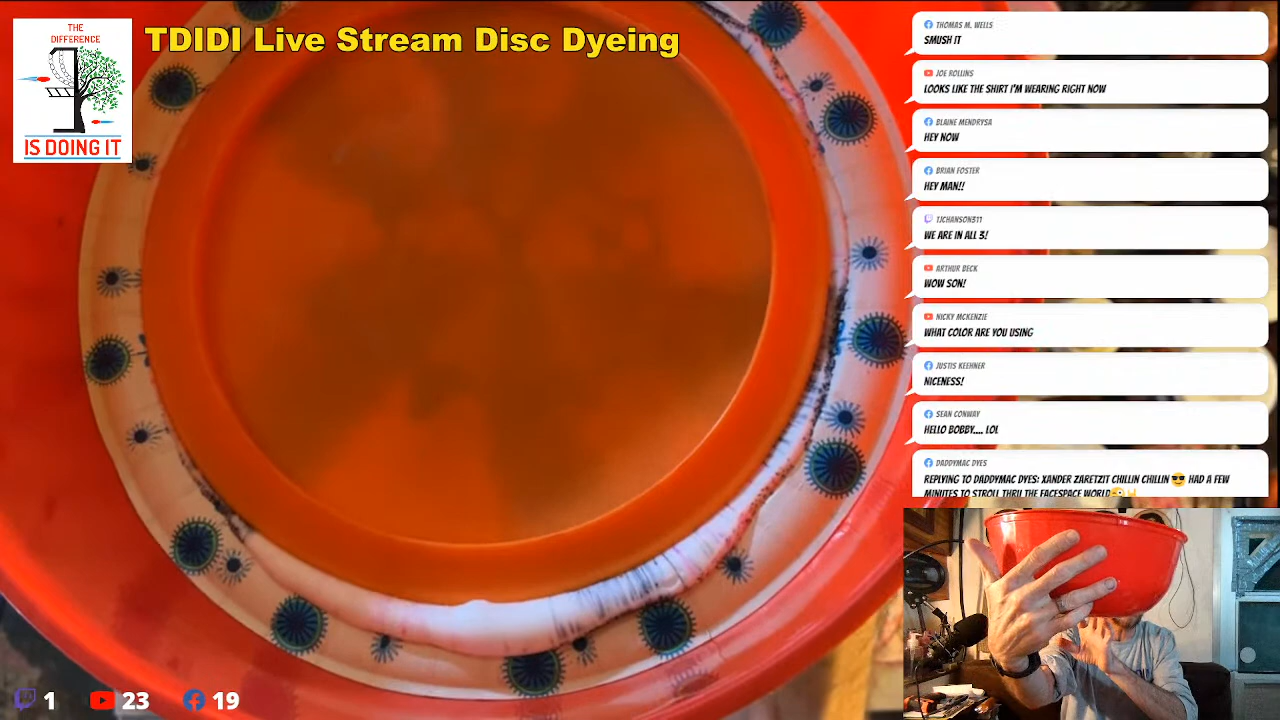 THE
DIFFERENCE
IS DOING IT
TDIDI Live Stream Disc Dyeing
THOMAS M. WELLS
SMUSH IT
JOE ROLLINS
LOOKS LIKE THE SHIRT I'M WEARING RIGHT NOW
BLAINE MENDRYSA
HEY NOW
BRIAN FOSTER
HEY MAN!!
TJCHANSON311
WE ARE IN ALL 3!
ARTHUR BECK
WOW SON!
NICKY MCKENZIE
WHAT COLOR ARE YOU USING
JUSTIS KEEHNER
NICENESS!
SEAN CONWAY
HELLO BOBBY.... LOL
DADDYMAC DYES
REPLYING TO DADDYMAC DYES: XANDER ZARETZIT CHILLIN CHILLIN 😎 HAD A FEW
MINUTES TO STROLL THRU THE FACESPACE WORLD
1 23 19